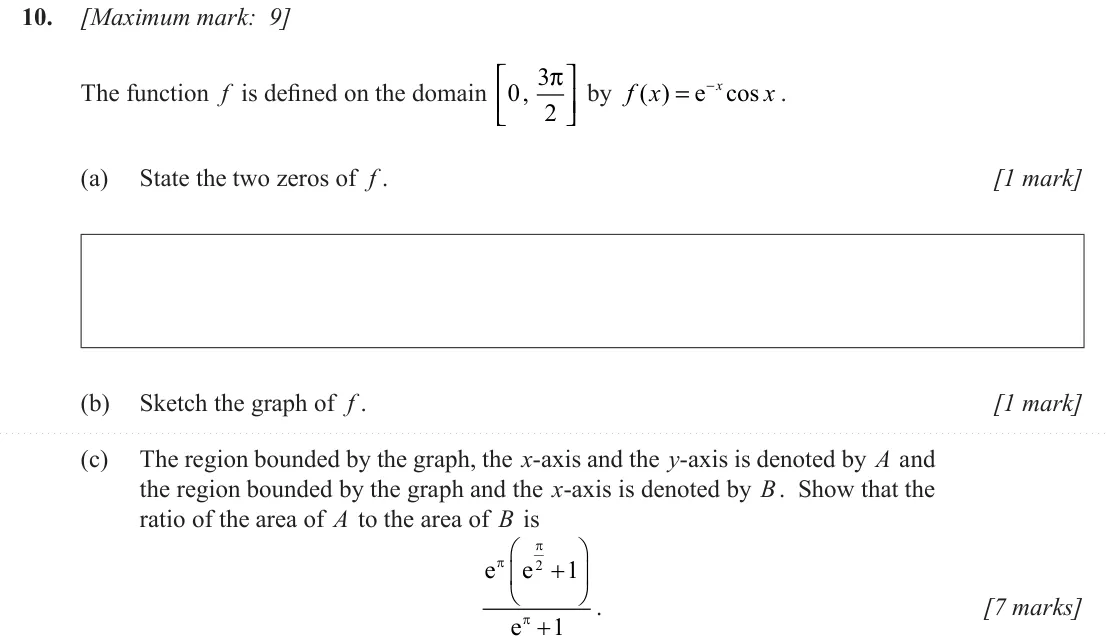 10. [Maximum mark: 9]
The function f is defined on the domain [0, 3π/2] by f(x) = e^{-x} cos x .
(a) State the two zeros of f . [1 mark]
(b) Sketch the graph of f . [1 mark]
(c) The region bounded by the graph, the x-axis and the y-axis is denoted by A and
the region bounded by the graph and the x-axis is denoted by B . Show that the
ratio of the area of A to the area of B is
e^π (e^{π/2} + 1) / (e^π + 1) . [7 marks]